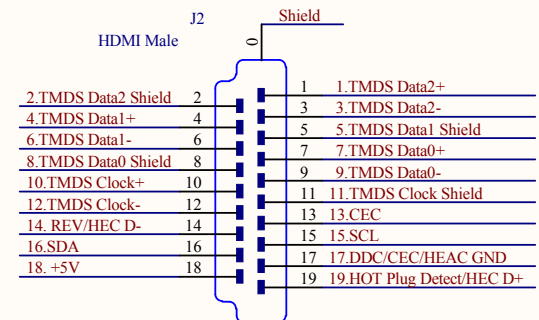 J2
Shield
HDMI Male
0
1 1.TMDS Data2+
2.TMDS Data2 Shield 2
3 3.TMDS Data2-
4.TMDS Data1+ 4
5 5.TMDS Data1 Shield
6.TMDS Data1- 6
7 7.TMDS Data0+
8.TMDS Data0 Shield 8
9 9.TMDS Data0-
10.TMDS Clock+ 10
11 11.TMDS Clock Shield
12.TMDS Clock- 12
13 13.CEC
14. REV/HEC D- 14
15 15.SCL
16.SDA 16
17 17.DDC/CEC/HEAC GND
18. +5V 18
19 19.HOT Plug Detect/HEC D+